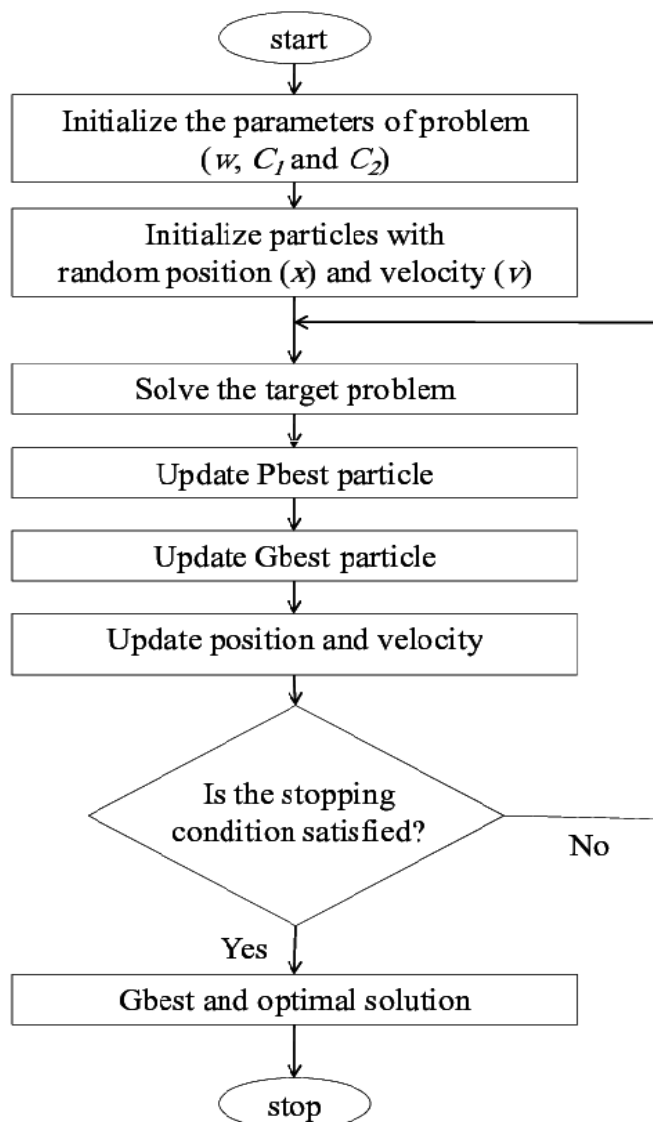 start
Initialize the parameters of problem
(w, C₁ and C₂)
Initialize particles with
random position (x) and velocity (v)
Solve the target problem
Update Pbest particle
Update Gbest particle
Update position and velocity
Is the stopping
condition satisfied?
No
Yes
Gbest and optimal solution
stop